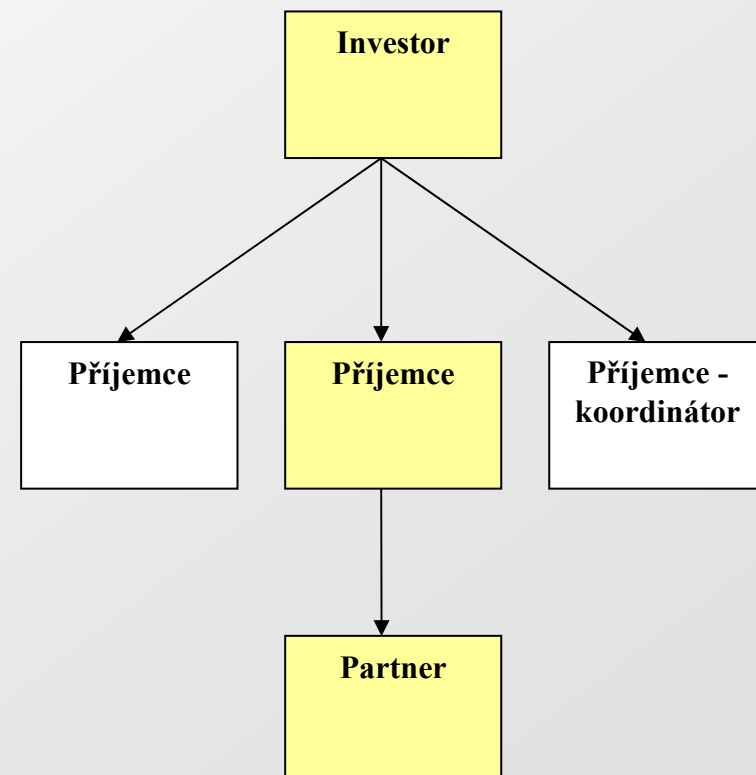 Investor
Příjemce
Příjemce
Příjemce -
koordinátor
Partner